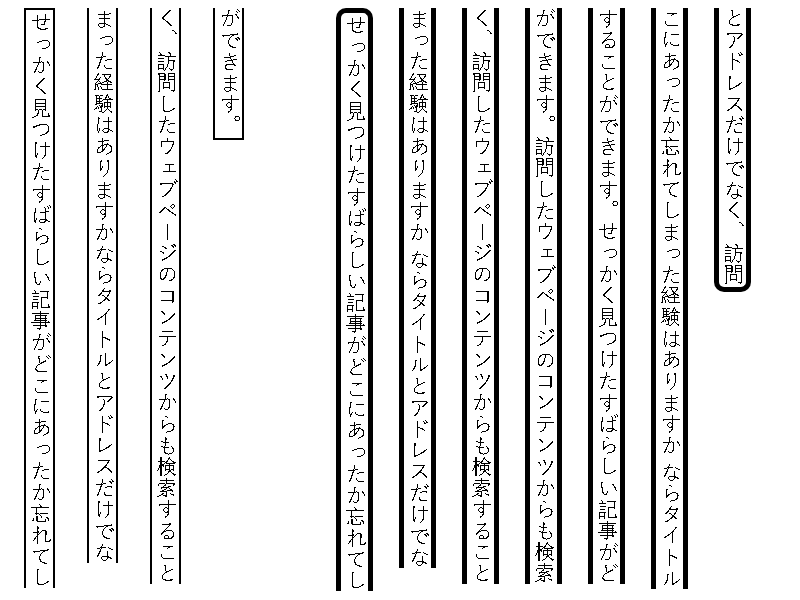 せっかく見つけたすばらしい記事がどこにあったか忘れてし
まった経験はありますかならタイトルとアドレスだけでな
く、訪問したウェブページのコンテンツからも検索すること
ができます。
せっかく見つけたすばらしい記事がどこにあったか忘れてし
まった経験はありますか ならタイトルとアドレスだけでな
く、訪問したウェブページのコンテンツからも検索すること
ができます。訪問したウェブページのコンテンツからも検索
することができます。せっかく見つけたすばらしい記事がど
こにあったか忘れてしまった経験はありますか ならタイトル
とアドレスだけでなく、訪問